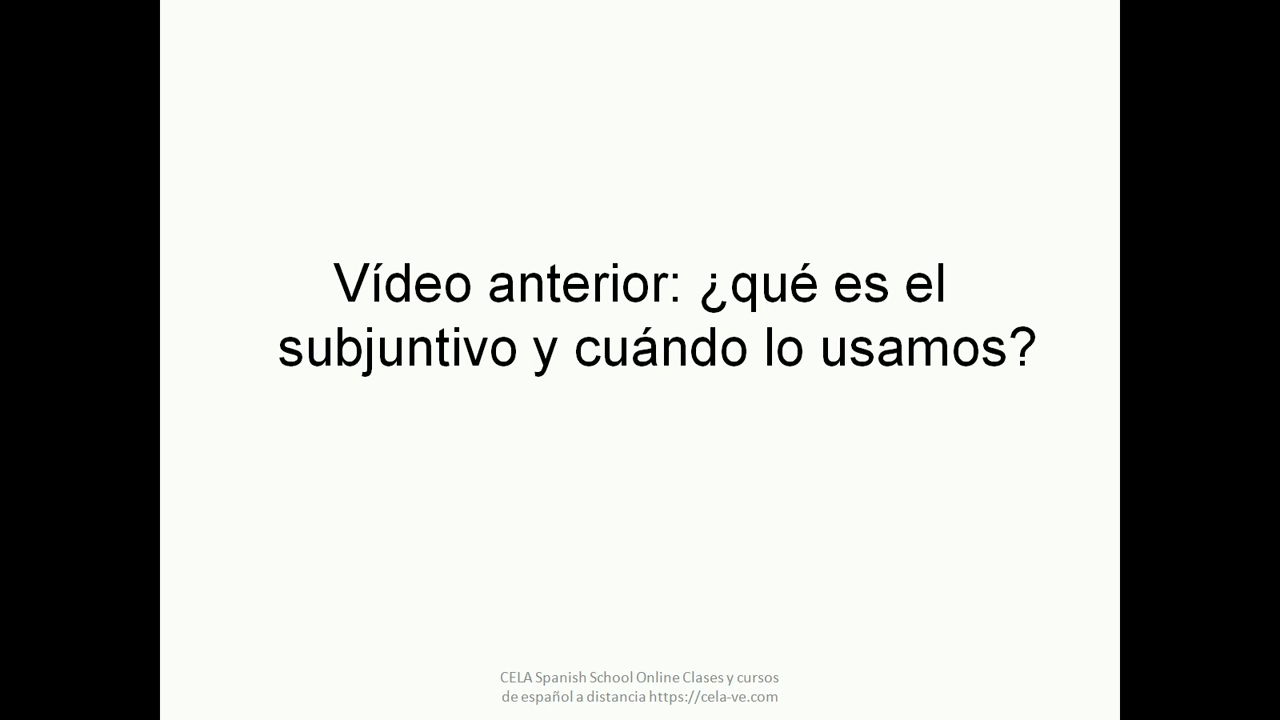 Vídeo anterior: ¿qué es el
subjuntivo y cuándo lo usamos?
CELA Spanish School Online Clases y cursos
de español a distancia https://cela-ve.com